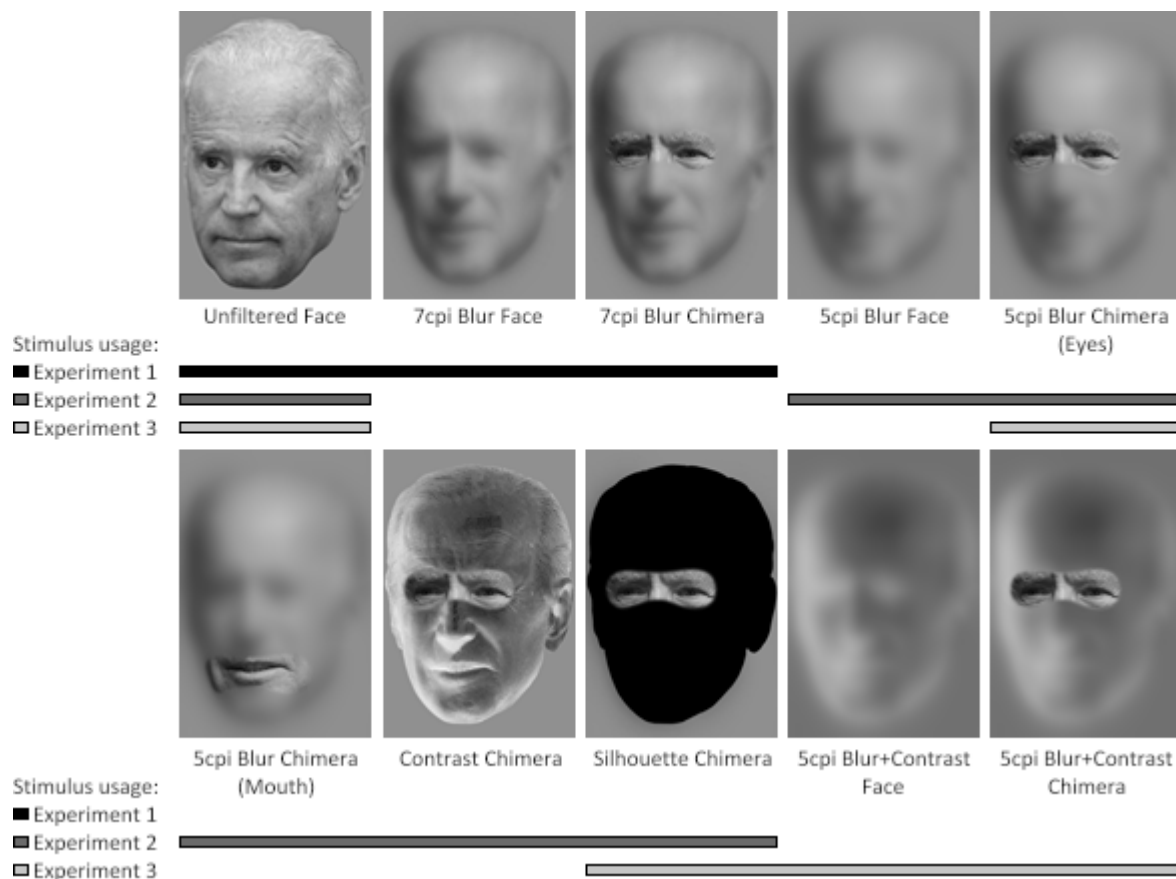 Unfiltered Face
7cpi Blur Face
7cpi Blur Chimera
5cpi Blur Face
5cpi Blur Chimera
(Eyes)
Stimulus usage:
Experiment 1
Experiment 2
Experiment 3
5cpi Blur Chimera
(Mouth)
Contrast Chimera
Silhouette Chimera
5cpi Blur+Contrast
Face
5cpi Blur+Contrast
Chimera
Stimulus usage:
Experiment 1
Experiment 2
Experiment 3